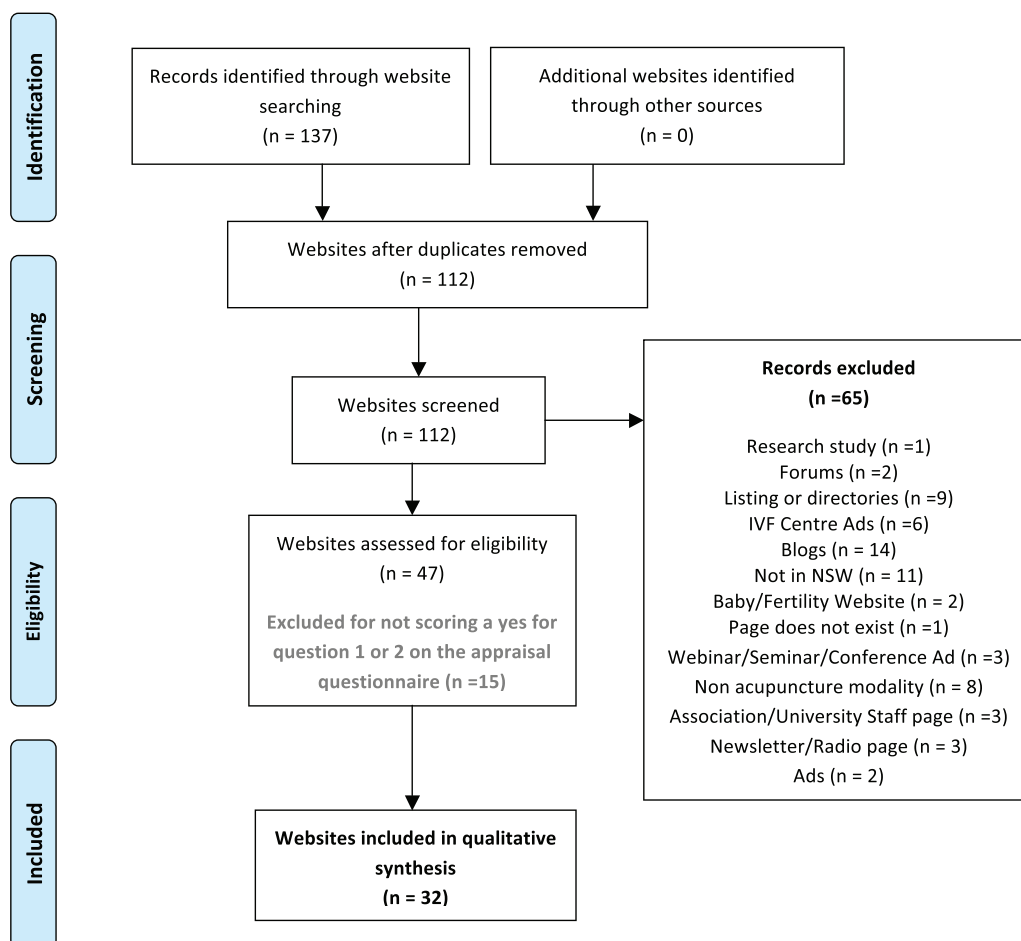 Identification
Records identified through website
searching
(n = 137)
Additional websites identified
through other sources
(n = 0)
Websites after duplicates removed
(n = 112)
Screening
Websites screened
(n = 112)
Records excluded
(n =65)
Research study (n =1)
Forums (n =2)
Listing or directories (n =9)
IVF Centre Ads (n =6)
Blogs (n = 14)
Not in NSW (n = 11)
Baby/Fertility Website (n = 2)
Page does not exist (n =1)
Webinar/Seminar/Conference Ad (n =3)
Non acupuncture modality (n = 8)
Association/University Staff page (n =3)
Newsletter/Radio page (n = 3)
Ads (n = 2)
Eligibility
Websites assessed for eligibility
(n = 47)
Excluded for not scoring a yes for
question 1 or 2 on the appraisal
questionnaire (n =15)
Included
Websites included in qualitative
synthesis
(n = 32)